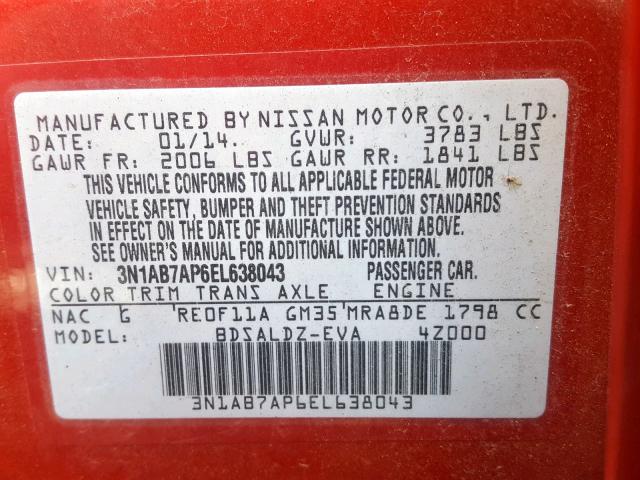 MANUFACTURED BY NISSAN MOTOR CO., LTD.
DATE: 01/14. GVWR: 3783 LBS
GAWR FR: 2006 LBS GAWR RR: 1841 LBS
THIS VEHICLE CONFORMS TO ALL APPLICABLE FEDERAL MOTOR
VEHICLE SAFETY, BUMPER AND THEFT PREVENTION STANDARDS
IN EFFECT ON THE DATE OF MANUFACTURE SHOWN ABOVE.
SEE OWNER'S MANUAL FOR ADDITIONAL INFORMATION.
VIN: 3N1AB7AP6EL638043 PASSENGER CAR.
COLOR TRIM TRANS AXLE ENGINE
NAC G RE0F11A GM35 MRA8DE 1798 CC
MODEL: BDSALDZ-EVA 4Z000
3N1AB7AP6EL638043